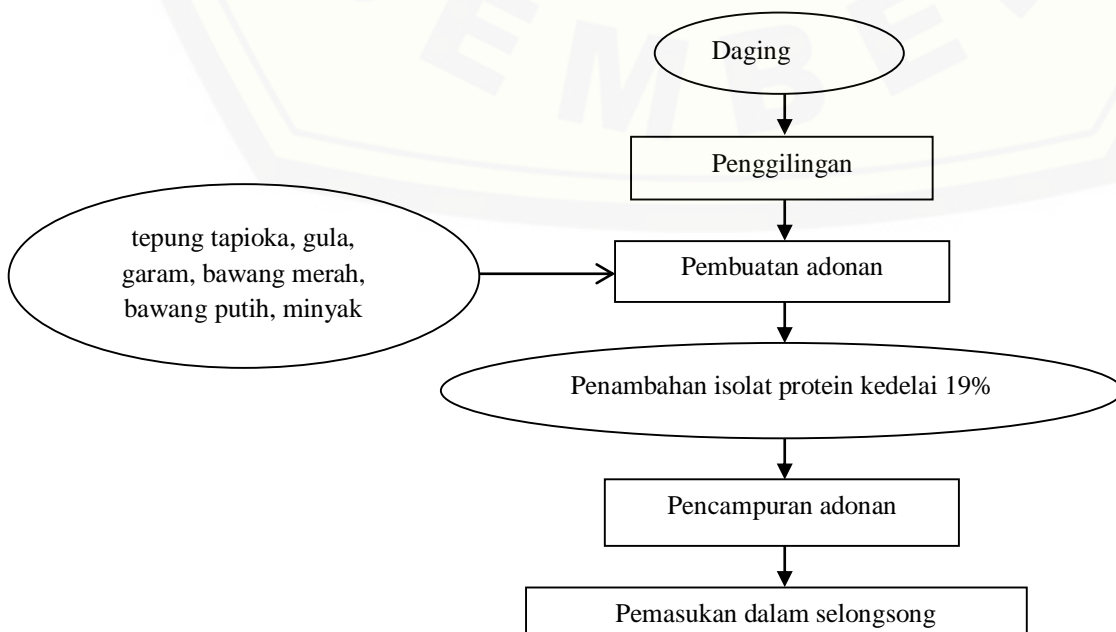 Daging
Penggilingan
tepung tapioka, gula,
garam, bawang merah,
bawang putih, minyak
Pembuatan adonan
Penambahan isolat protein kedelai 19%
Pencampuran adonan
Pemasukan dalam selongsong